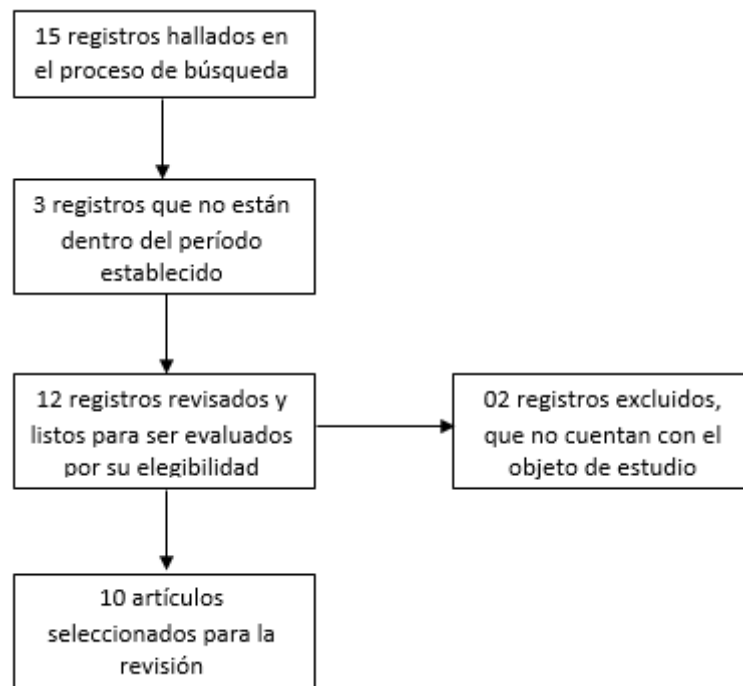 15 registros hallados en
el proceso de búsqueda
3 registros que no están
dentro del período
establecido
12 registros revisados y
listos para ser evaluados
por su elegibilidad
02 registros excluidos,
que no cuentan con el
objeto de estudio
10 artículos
seleccionados para la
revisión